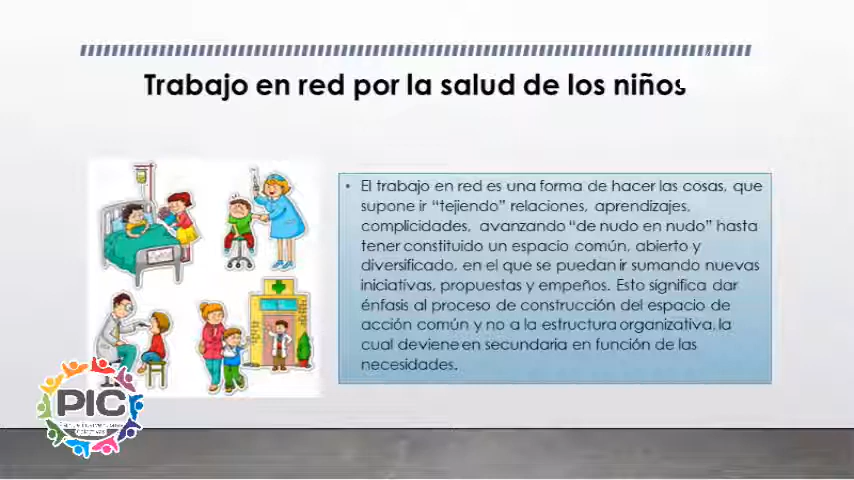 Trabajo en red por la salud de los niños
• El trabajo en red es una forma de hacer las cosas, que
supone ir “tejiendo” relaciones, aprendizajes,
complicidades, avanzando “de nudo en nudo” hasta
tener constituido un espacio común, abierto y
diversificado, en el que se puedan ir sumando nuevas
iniciativas, propuestas y empeños. Esto significa dar
énfasis al proceso de construcción del espacio de
acción común y no a la estructura organizativa, la
cual deviene en secundaria en función de las
necesidades.
PIC